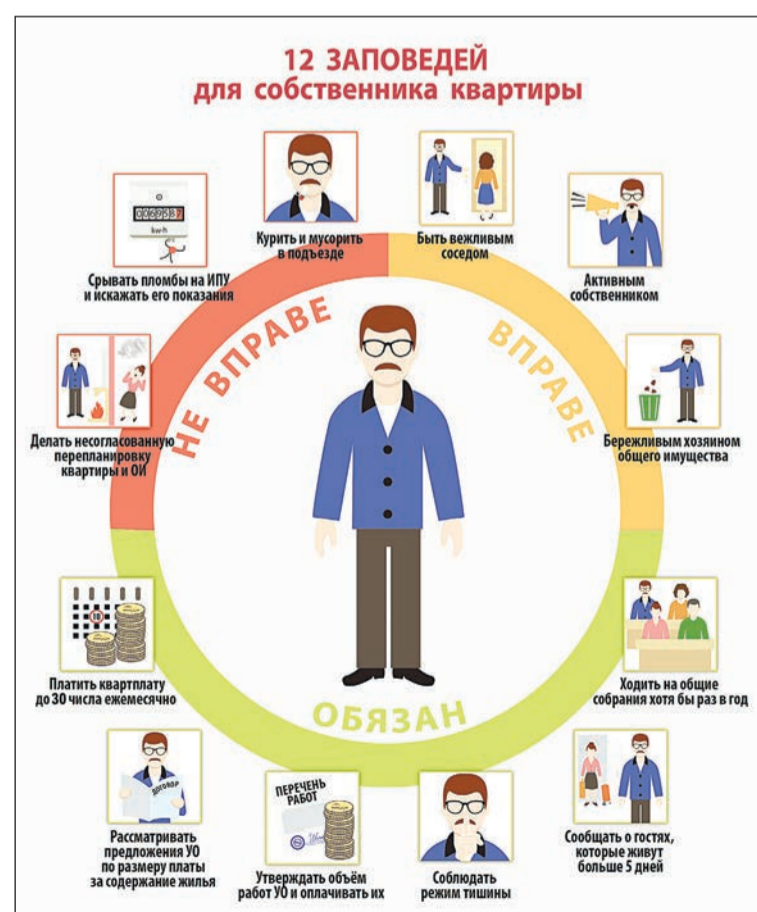 12 ЗАПОВЕДЕЙ
для собственника квартиры
Курить и мусорить
в подъезде
Быть вежливым
соседом
Активным
собственником
kw-h
Срывать пломбы на ИПУ
и искажать его показания
НЕ ВПРАВЕ
ВПРАВЕ
Делать несогласованную
перепланировку
квартиры и ОИ
Бережливым хозяином
общего имущества
Платить квартплату
до 30 числа ежемесячно
Ходить на общие
собрания хотя бы раз в год
ОБЯЗАН
ДОГОВОР
Рассматривать
предложения УО
по размеру платы
за содержание жилья
ПЕРЕЧЕНЬ
РАБОТ
Утверждать объём
работ УО и оплачивать их
Соблюдать
режим тишины
Сообщать о гостях,
которые живут
больше 5 дней